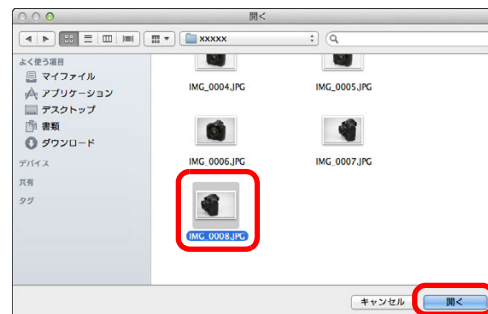 開く
xxxxx
よく使う項目
マイファイル
アプリケーション
デスクトップ
書類
ダウンロード
デバイス
共有
タグ
IMG_0004.JPG
IMG_0005.JPG
IMG_0006.JPG
IMG_0007.JPG
IMG_0008.JPG
キャンセル
開く